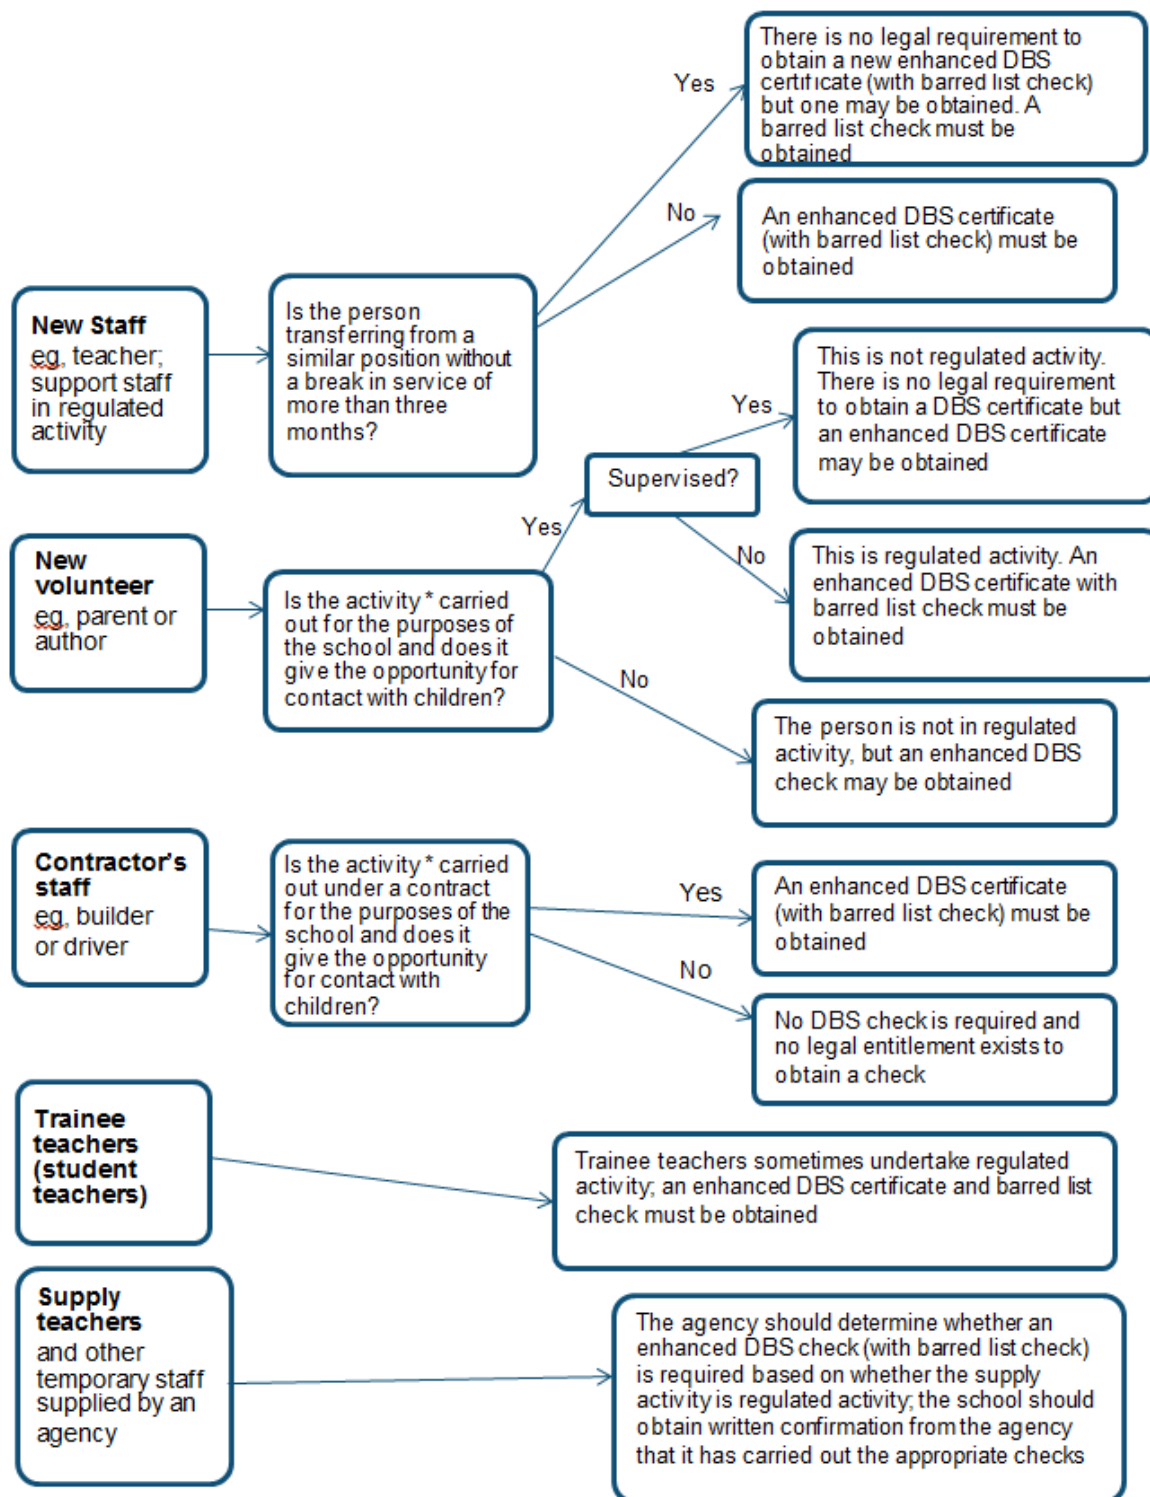 There is no legal requirement to
obtain a new enhanced DBS
certificate (with barred list check)
but one may be obtained. A
barred list check must be
obtained
Yes
No
An enhanced DBS certificate
(with barred list check) must be
obtained
New Staff
eg, teacher;
support staff
in regulated
activity
Is the person
transferring from a
similar position without
a break in service of
more than three
months?
This is not regulated activity.
There is no legal requirement
to obtain a DBS certificate but
an enhanced DBS certificate
may be obtained
Yes
Supervised?
Yes
No
This is regulated activity. An
enhanced DBS certificate with
barred list check must be
obtained
New
volunteer
eg, parent or
author
Is the activity * carried
out for the purposes of
the school and does it
give the opportunity for
contact with children?
No
The person is not in regulated
activity, but an enhanced DBS
check may be obtained
Contractor's
staff
eg, builder
or driver
Is the activity * carried
out under a contract
for the purposes of the
school and does it
give the opportunity
for contact with
children?
Yes
An enhanced DBS certificate
(with barred list check) must be
obtained
No
No DBS check is required and
no legal entitlement exists to
obtain a check
Trainee
teachers
(student
teachers)
Trainee teachers sometimes undertake regulated
activity; an enhanced DBS certificate and barred list
check must be obtained
Supply
teachers
and other
temporary staff
supplied by an
agency
The agency should determine whether an
enhanced DBS check (with barred list check)
is required based on whether the supply
activity is regulated activity; the school should
obtain written confirmation from the agency
that it has carried out the appropriate checks